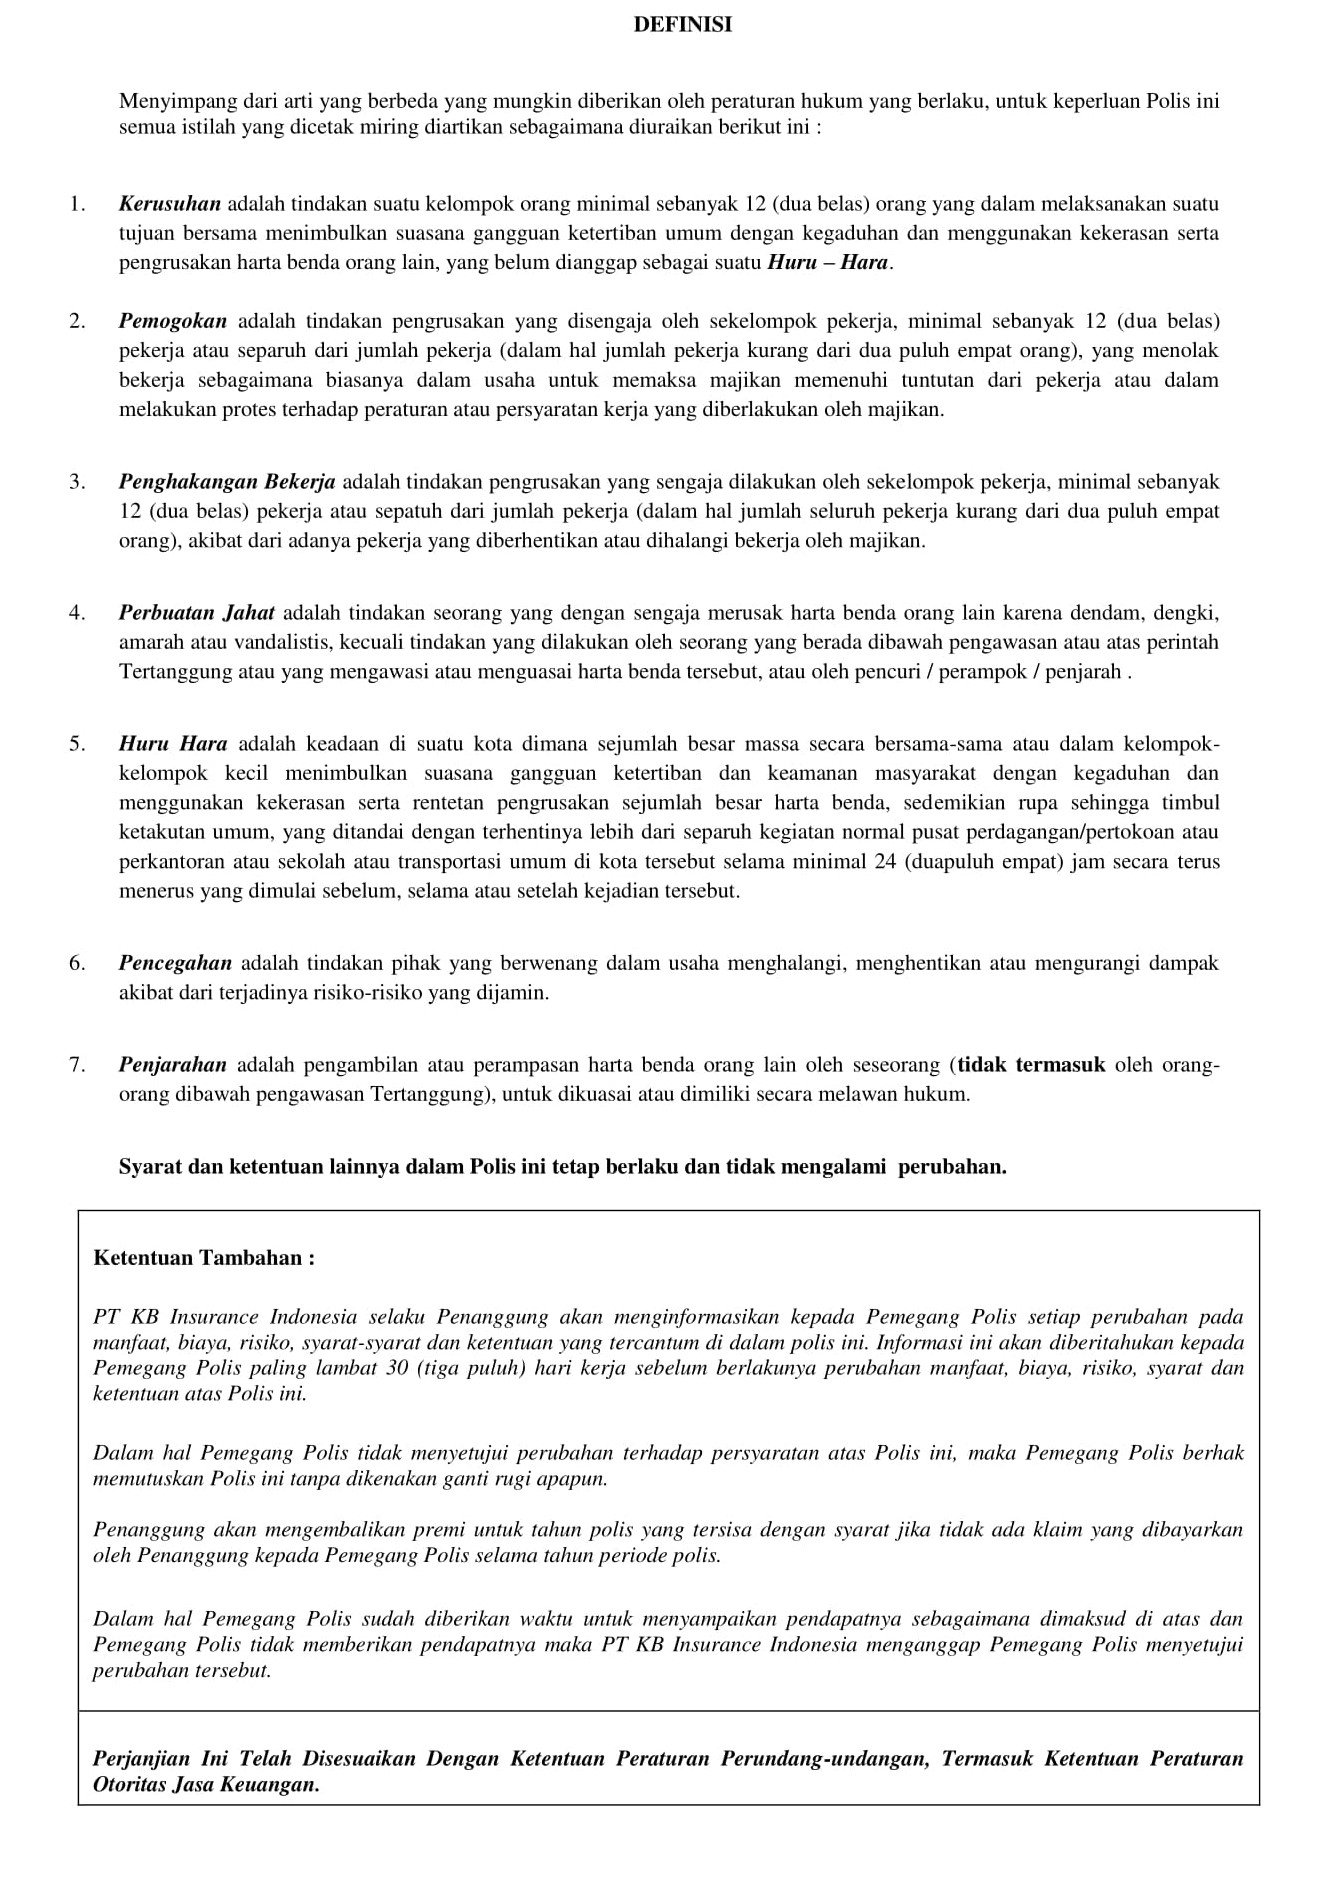 DEFINISI
Menyimpang dari arti yang berbeda yang mungkin diberikan oleh peraturan hukum yang berlaku, untuk keperluan Polis ini
semua istilah yang dicetak miring diartikan sebagaimana diuraikan berikut ini :
1. Kerusuhan adalah tindakan suatu kelompok orang minimal sebanyak 12 (dua belas) orang yang dalam melaksanakan suatu
tujuan bersama menimbulkan suasana gangguan ketertiban umum dengan kegaduhan dan menggunakan kekerasan serta
pengrusakan harta benda orang lain, yang belum dianggap sebagai suatu Huru – Hara.
2. Pemogokan adalah tindakan pengrusakan yang disengaja oleh sekelompok pekerja, minimal sebanyak 12 (dua belas)
pekerja atau separuh dari jumlah pekerja (dalam hal jumlah pekerja kurang dari dua puluh empat orang), yang menolak
bekerja sebagaimana biasanya dalam usaha untuk memaksa majikan memenuhi tuntutan dari pekerja atau dalam
melakukan protes terhadap peraturan atau persyaratan kerja yang diberlakukan oleh majikan.
3. Penghakangan Bekerja adalah tindakan pengrusakan yang sengaja dilakukan oleh sekelompok pekerja, minimal sebanyak
12 (dua belas) pekerja atau sepatuh dari jumlah pekerja (dalam hal jumlah seluruh pekerja kurang dari dua puluh empat
orang), akibat dari adanya pekerja yang diberhentikan atau dihalangi bekerja oleh majikan.
4. Perbuatan Jahat adalah tindakan seorang yang dengan sengaja merusak harta benda orang lain karena dendam, dengki,
amarah atau vandalistis, kecuali tindakan yang dilakukan oleh seorang yang berada dibawah pengawasan atau atas perintah
Tertanggung atau yang mengawasi atau menguasai harta benda tersebut, atau oleh pencuri / perampok / penjarah .
5. Huru Hara adalah keadaan di suatu kota dimana sejumlah besar massa secara bersama-sama atau dalam kelompok-
kelompok kecil menimbulkan suasana gangguan ketertiban dan keamanan masyarakat dengan kegaduhan dan
menggunakan kekerasan serta rentetan pengrusakan sejumlah besar harta benda, sedemikian rupa sehingga timbul
ketakutan umum, yang ditandai dengan terhentinya lebih dari separuh kegiatan normal pusat perdagangan/pertokoan atau
perkantoran atau sekolah atau transportasi umum di kota tersebut selama minimal 24 (duapuluh empat) jam secara terus
menerus yang dimulai sebelum, selama atau setelah kejadian tersebut.
6. Pencegahan adalah tindakan pihak yang berwenang dalam usaha menghalangi, menghentikan atau mengurangi dampak
akibat dari terjadinya risiko-risiko yang dijamin.
7. Penjarahan adalah pengambilan atau perampasan harta benda orang lain oleh seseorang (tidak termasuk oleh orang-
orang dibawah pengawasan Tertanggung), untuk dikuasai atau dimiliki secara melawan hukum.
Syarat dan ketentuan lainnya dalam Polis ini tetap berlaku dan tidak mengalami perubahan.
Ketentuan Tambahan :
PT KB Insurance Indonesia selaku Penanggung akan menginformasikan kepada Pemegang Polis setiap perubahan pada
manfaat, biaya, risiko, syarat-syarat dan ketentuan yang tercantum di dalam polis ini. Informasi ini akan diberitahukan kepada
Pemegang Polis paling lambat 30 (tiga puluh) hari kerja sebelum berlakunya perubahan manfaat, biaya, risiko, syarat dan
ketentuan atas Polis ini.
Dalam hal Pemegang Polis tidak menyetujui perubahan terhadap persyaratan atas Polis ini, maka Pemegang Polis berhak
memutuskan Polis ini tanpa dikenakan ganti rugi apapun.
Penanggung akan mengembalikan premi untuk tahun polis yang tersisa dengan syarat jika tidak ada klaim yang dibayarkan
oleh Penanggung kepada Pemegang Polis selama tahun periode polis.
Dalam hal Pemegang Polis sudah diberikan waktu untuk menyampaikan pendapatnya sebagaimana dimaksud di atas dan
Pemegang Polis tidak memberikan pendapatnya maka PT KB Insurance Indonesia menganggap Pemegang Polis menyetujui
perubahan tersebut.
Perjanjian Ini Telah Disesuaikan Dengan Ketentuan Peraturan Perundang-undangan, Termasuk Ketentuan Peraturan
Otoritas Jasa Keuangan.